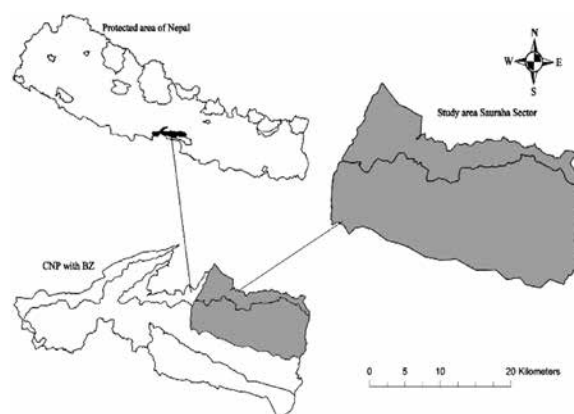 Protected area of Nepal
N
W E
S
Study area Sauraha Sector
CNP with BZ
0 5 10 20 Kilometers